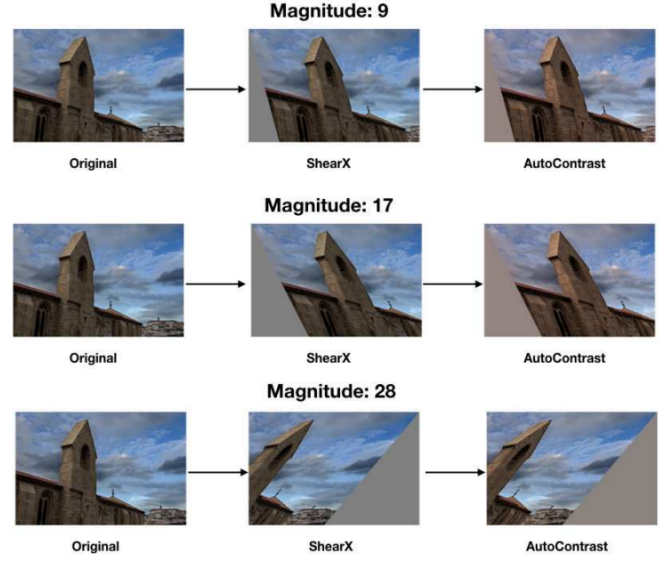 Magnitude: 9
Original
ShearX
AutoContrast
Magnitude: 17
Original
ShearX
AutoContrast
Magnitude: 28
Original
ShearX
AutoContrast